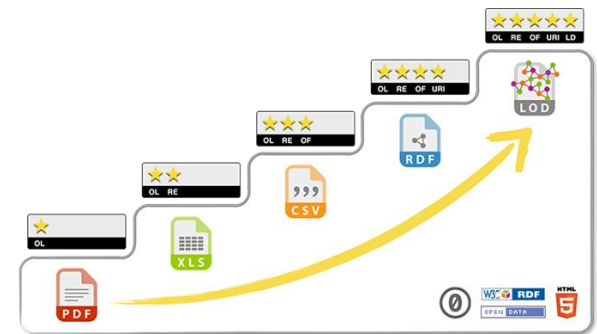 OL RE OF URI LD
LOD
OL RE OF URI
RDF
OL RE OF
CSV
OL RE
XLS
OL
PDF
0
W3C RDF
OPEN DATA
HTML
5